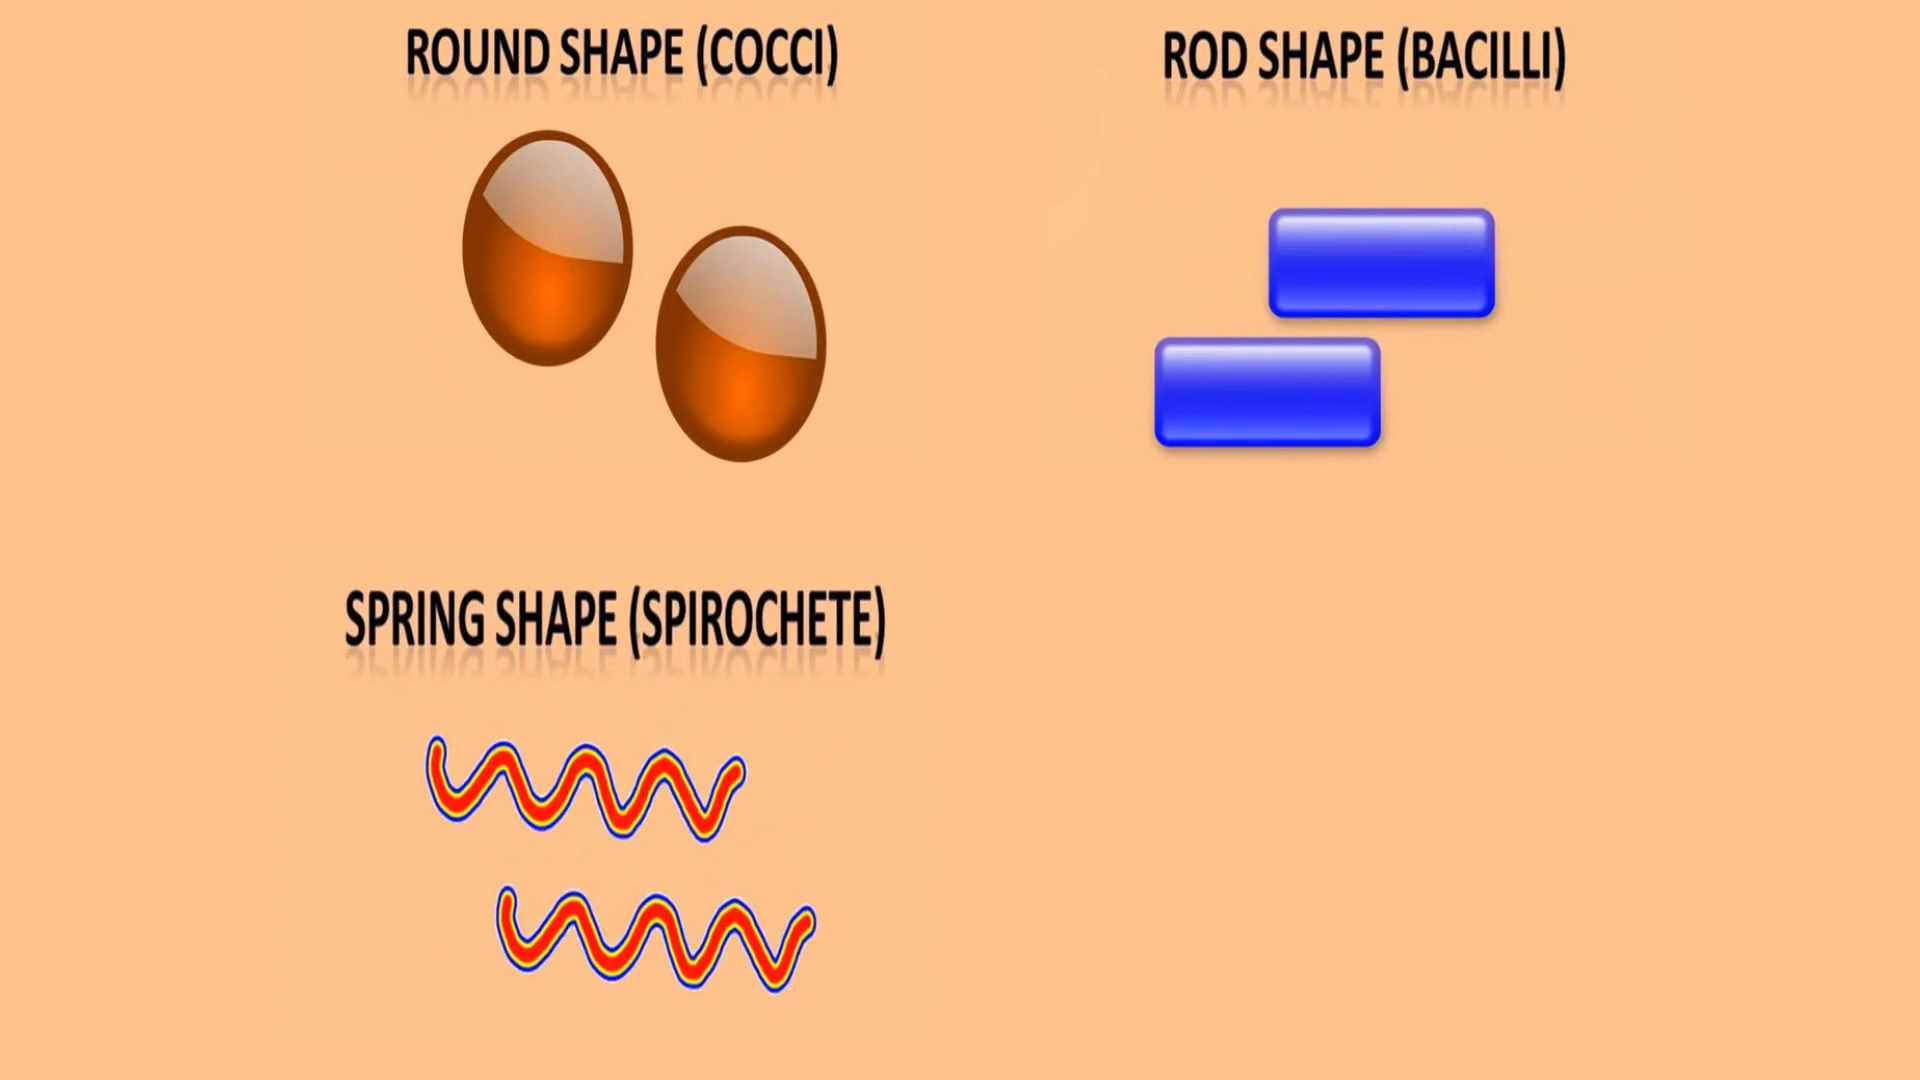 ROUND SHAPE (COCCI)
ROD SHAPE (BACILLI)
SPRING SHAPE (SPIROCHETE)